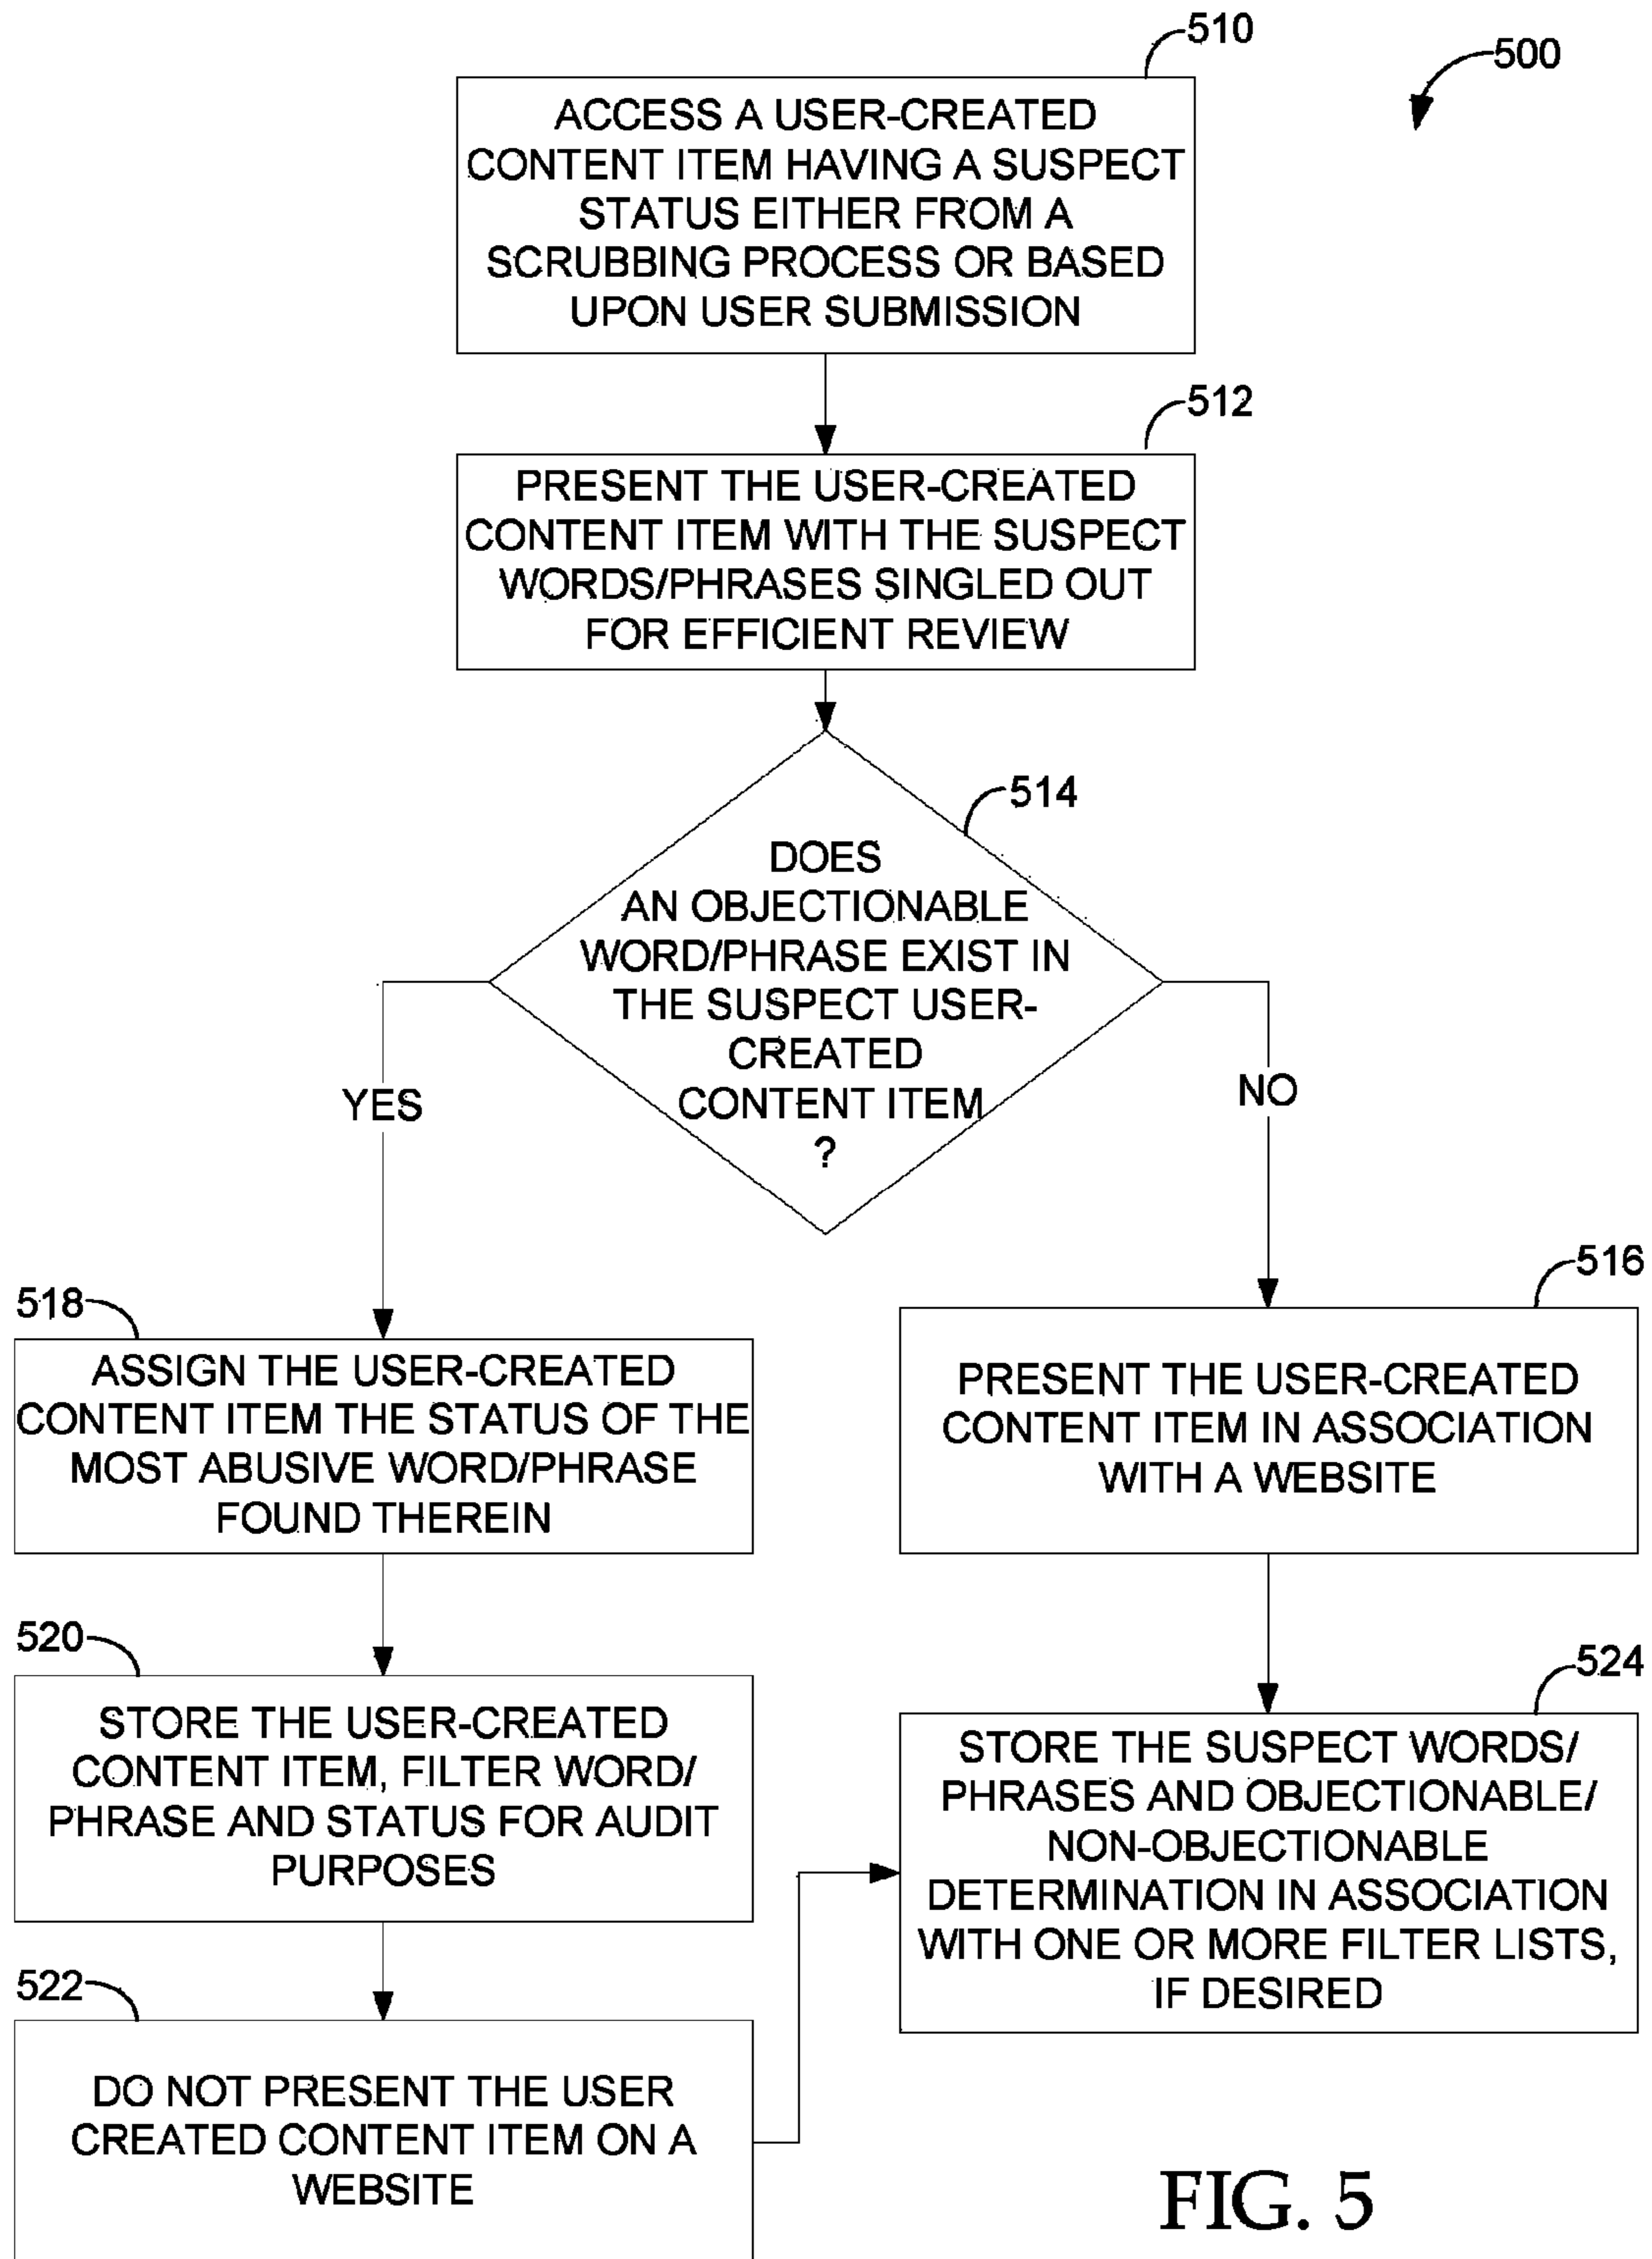 510
500
ACCESS A USER-CREATED
CONTENT ITEM HAVING A SUSPECT
STATUS EITHER FROM A
SCRUBBING PROCESS OR BASED
UPON USER SUBMISSION
512
PRESENT THE USER-CREATED
CONTENT ITEM WITH THE SUSPECT
WORDS/PHRASES SINGLED OUT
FOR EFFICIENT REVIEW
514
DOES
AN OBJECTIONABLE
WORD/PHRASE EXIST IN
THE SUSPECT USER-
CREATED
CONTENT ITEM
?
YES
NO
518
ASSIGN THE USER-CREATED
CONTENT ITEM THE STATUS OF THE
MOST ABUSIVE WORD/PHRASE
FOUND THEREIN
516
PRESENT THE USER-CREATED
CONTENT ITEM IN ASSOCIATION
WITH A WEBSITE
520
STORE THE USER-CREATED
CONTENT ITEM, FILTER WORD/
PHRASE AND STATUS FOR AUDIT
PURPOSES
524
STORE THE SUSPECT WORDS/
PHRASES AND OBJECTIONABLE/
NON-OBJECTIONABLE
DETERMINATION IN ASSOCIATION
WITH ONE OR MORE FILTER LISTS,
IF DESIRED
522
DO NOT PRESENT THE USER
CREATED CONTENT ITEM ON A
WEBSITE
FIG. 5